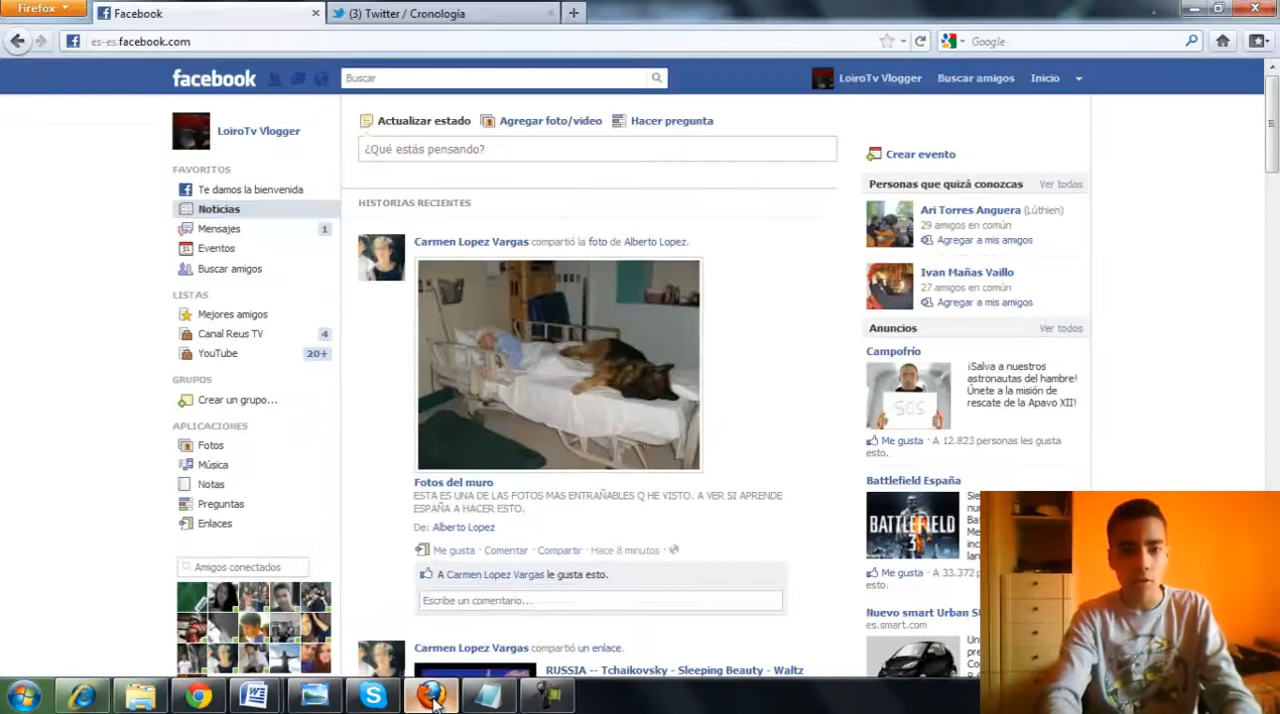 Firefox
Facebook
(3) Twitter / Cronología
es-es.facebook.com
Google
facebook
Buscar
LoiroTv Vlogger
Buscar amigos
Inicio
LoiroTv Vlogger
FAVORITOS
Te damos la bienvenida
Noticias
Mensajes 1
Eventos
Buscar amigos
LISTAS
Mejores amigos
Canal Reus TV 4
YouTube 20+
GRUPOS
Crear un grupo...
APLICACIONES
Fotos
Música
Notas
Preguntas
Enlaces
Amigos conectados
Actualizar estado
Agregar foto/video
Hacer pregunta
¿Qué estás pensando?
HISTORIAS RECIENTES
Carmen Lopez Vargas compartió la foto de Alberto Lopez.
Fotos del muro
ESTA ES UNA DE LAS FOTOS MAS ENTRAÑABLES Q HE VISTO. A VER SI APRENDE
ESPAÑA A HACER ESTO.
De: Alberto Lopez
Me gusta · Comentar · Compartir · Hace 8 minutos ·
A Carmen Lopez Vargas le gusta esto.
Escribe un comentario...
Carmen Lopez Vargas compartió un enlace.
RUSSIA -- Tchaikovsky - Sleeping Beauty - Waltz
Crear evento
Personas que quizá conozcas
Ver todas
Ari Torres Anguera (Lúthien)
29 amigos en común
Agregar a mis amigos
Ivan Mañas Vaillo
27 amigos en común
Agregar a mis amigos
Anuncios
Ver todos
Campofrío
SOS
¡Salva a nuestros
astronautas del hambre!
Únete a la misión de
rescate de la Apavo XII!
Me gusta · A 12.823 personas les gusta
esto.
Battlefield España
BATTLEFIELD
3
Me gusta · A 33.372
esto.
Nuevo smart Urban
es.smart.com